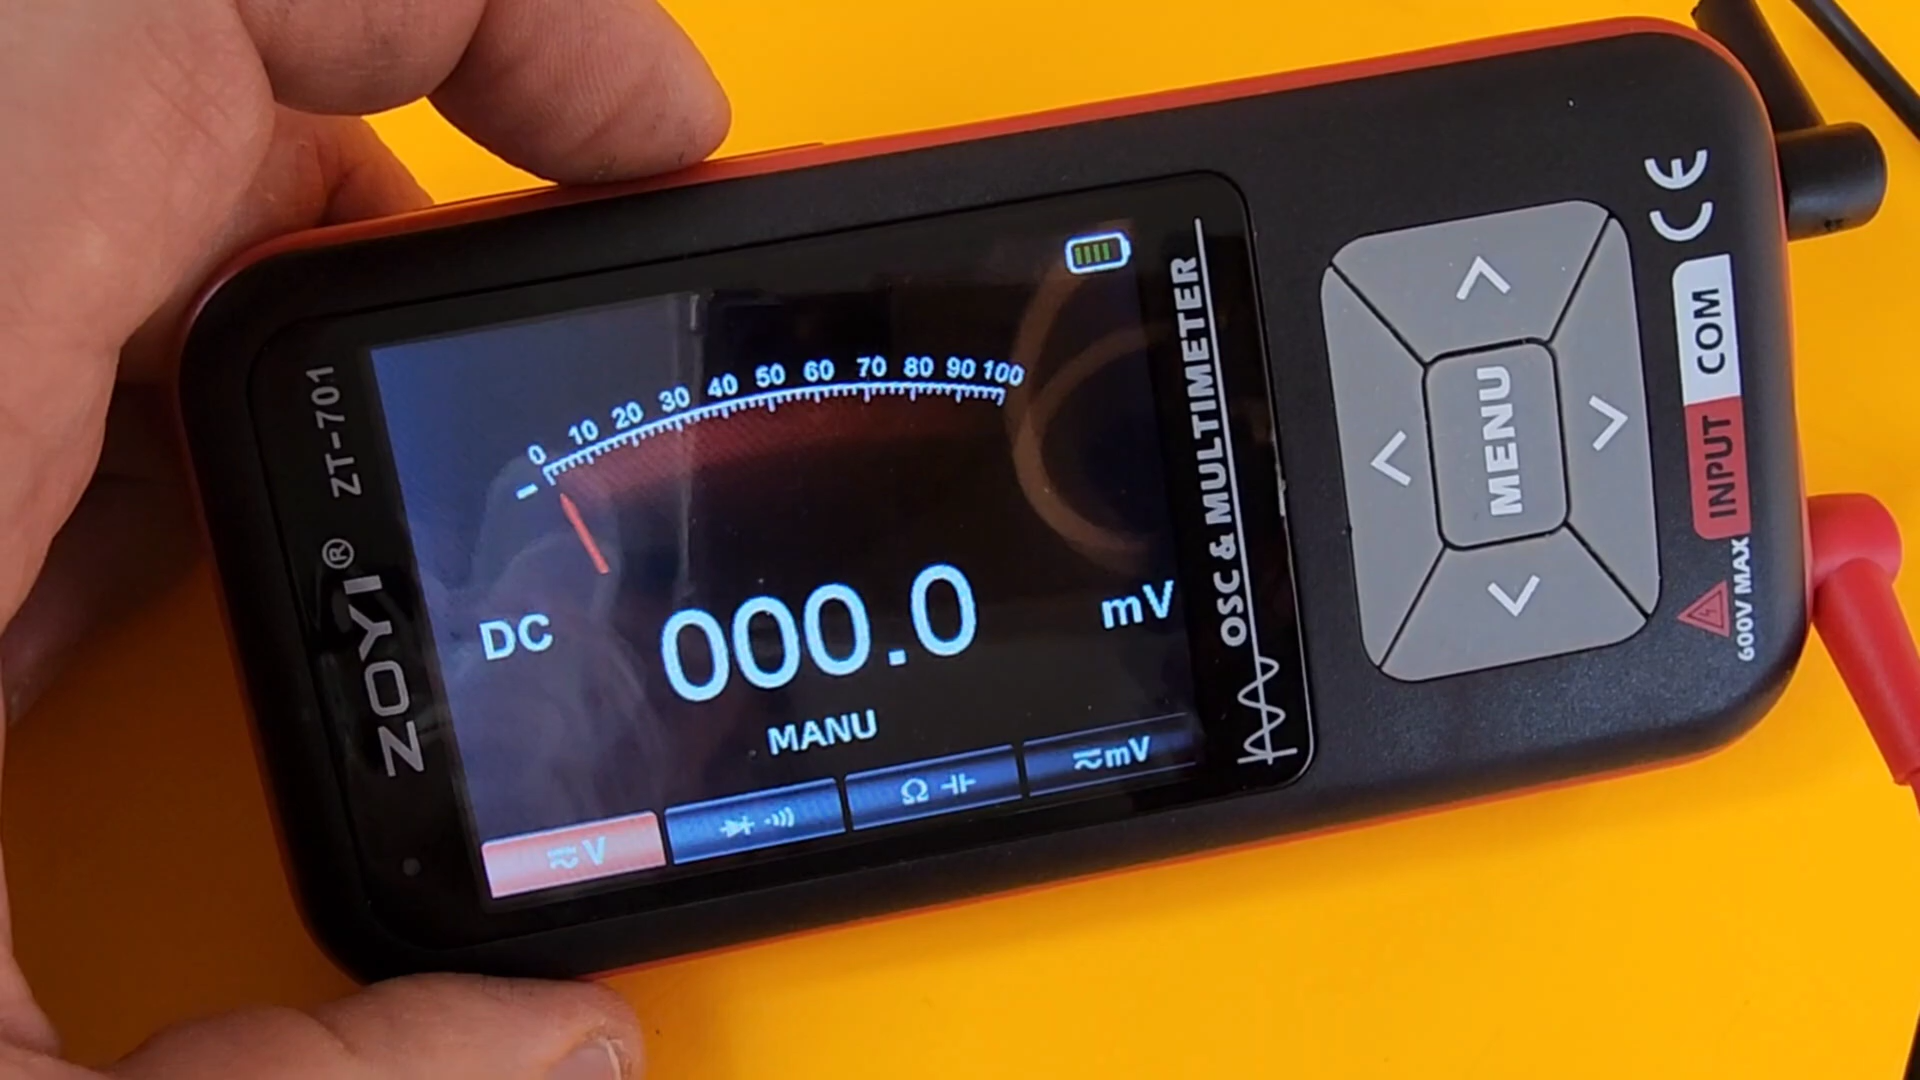 ZOYI® ZT-701
0 10 20 30 40 50 60 70 80 90 100
DC 000.0 mV
MANU
≂V Ω ≂mV
OSC & MULTIMETER
MENU
CE
600V MAX INPUT COM